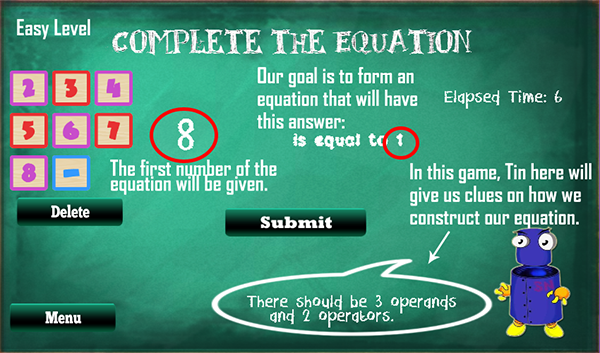 Easy Level
COMPLETE THE EQUATION
2 3 4
5 6 7
8 -
8
The first number of the
equation will be given.
Our goal is to form an
equation that will have
this answer:
is equal to 1
Elapsed Time: 6
In this game, Tin here will
give us clues on how we
construct our equation.
Delete
Submit
There should be 3 operands
and 2 operators.
Menu